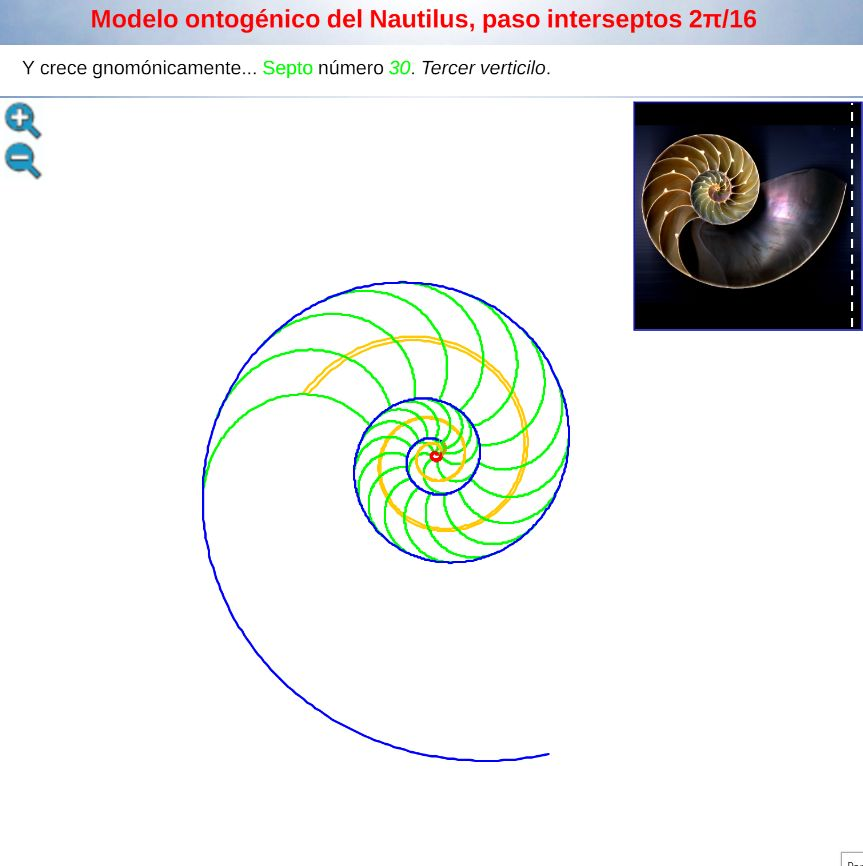 Modelo ontogénico del Nautilus, paso interseptos 2π/16
Y crece gnomónicamente... Septo número 30. Tercer verticilo.